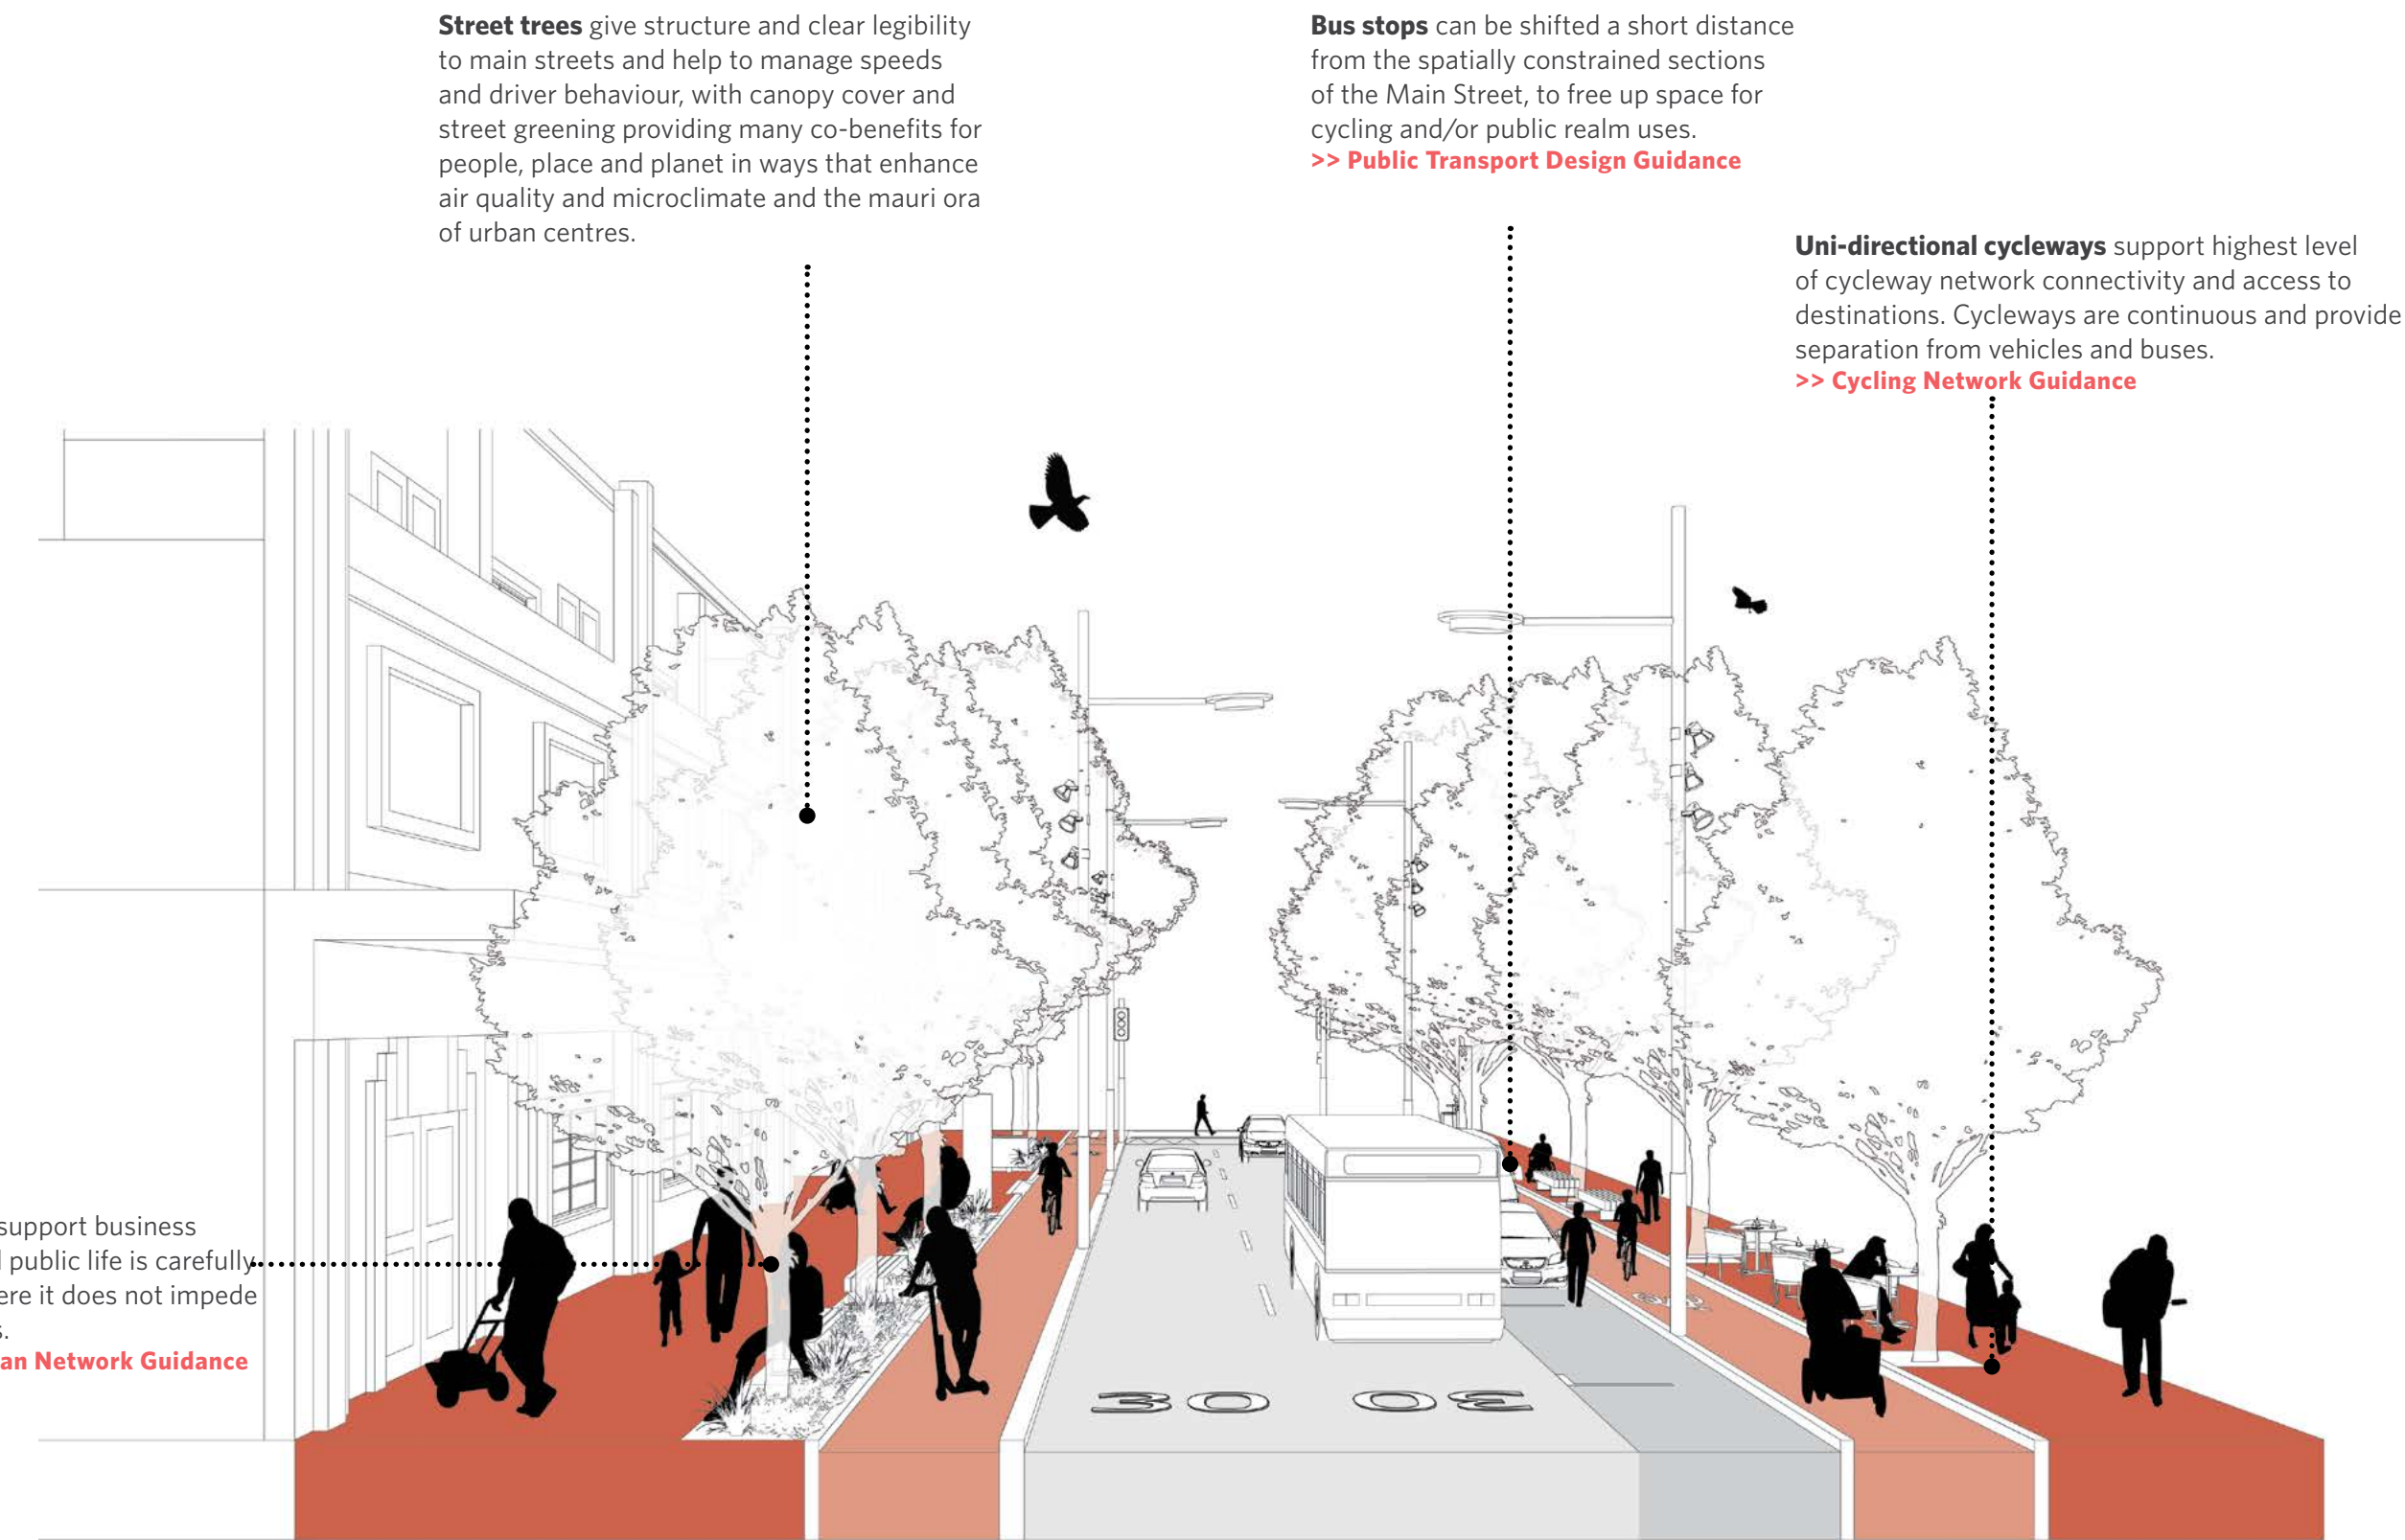 Street trees give structure and clear legibility
to main streets and help to manage speeds
and driver behaviour, with canopy cover and
street greening providing many co-benefits for
people, place and planet in ways that enhance
air quality and microclimate and the mauri ora
of urban centres.
Bus stops can be shifted a short distance
from the spatially constrained sections
of the Main Street, to free up space for
cycling and/or public realm uses.
>> Public Transport Design Guidance
Uni-directional cycleways support highest level
of cycleway network connectivity and access to
destinations. Cycleways are continuous and provide
separation from vehicles and buses.
>> Cycling Network Guidance
support business
public life is carefully
ere it does not impede
s.
an Network Guidance
30 30